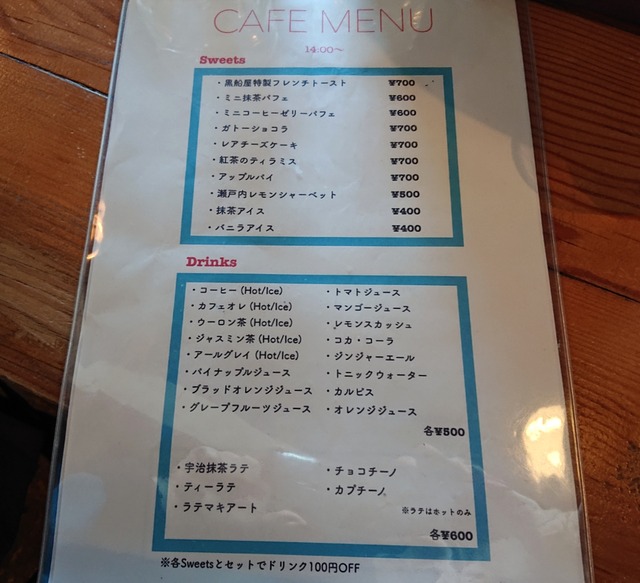 CAFE MENU
14:00～
Sweets
・黒船屋特製フレンチトースト ¥700
・ミニ抹茶パフェ ¥600
・ミニコーヒーゼリーパフェ ¥600
・ガトーショコラ ¥700
・レアチーズケーキ ¥700
・紅茶のティラミス ¥700
・アップルパイ ¥700
・瀬戸内レモンシャーベット ¥500
・抹茶アイス ¥400
・バニラアイス ¥400
Drinks
・コーヒー (Hot/Ice)
・カフェオレ (Hot/Ice)
・ウーロン茶 (Hot/Ice)
・ジャスミン茶 (Hot/Ice)
・アールグレイ (Hot/Ice)
・パイナップルジュース
・ブラッドオレンジジュース
・グレープフルーツジュース
・トマトジュース
・マンゴージュース
・レモンスカッシュ
・コカ・コーラ
・ジンジャーエール
・トニックウォーター
・カルピス
・オレンジジュース
各¥500
・宇治抹茶ラテ
・ティーラテ
・ラテマキアート
・チョコチーノ
・カプチーノ
※ラテはホットのみ
各¥600
※各Sweetsとセットでドリンク100円OFF